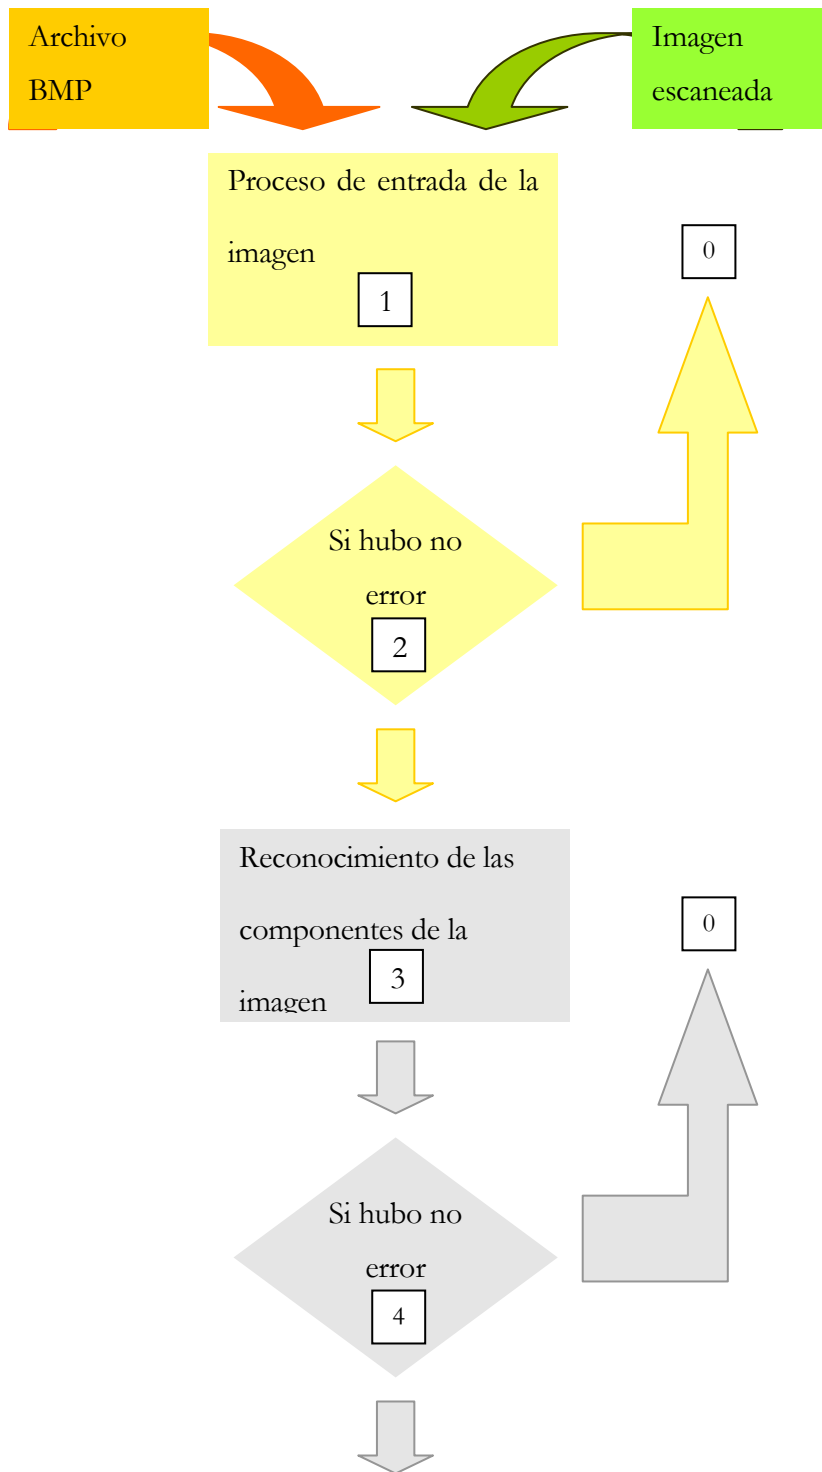 Archivo
BMP
Imagen
escaneada
Proceso de entrada de la
imagen
1
0
Si hubo no
error
2
Reconocimiento de las
componentes de la
imagen
3
0
Si hubo no
error
4